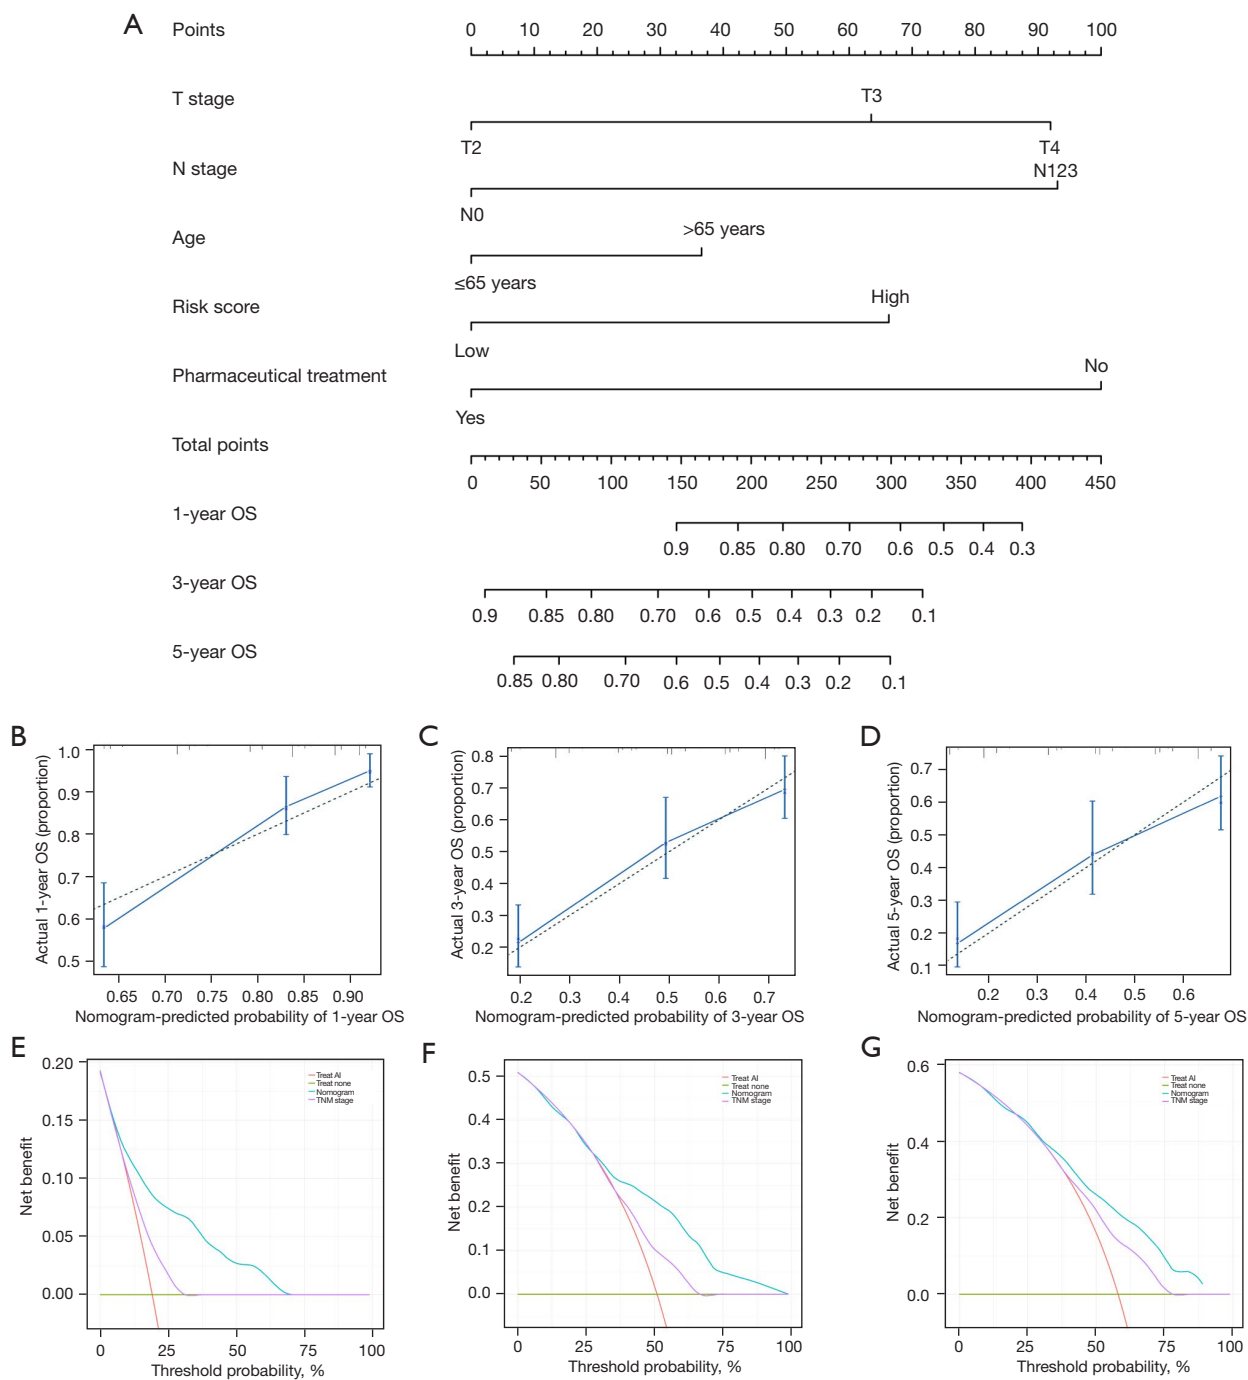 A
Points
0 10 20 30 40 50 60 70 80 90 100
T stage
T3
T2
T4
N stage
N123
N0
Age
>65 years
≤65 years
Risk score
High
Low
Pharmaceutical treatment
No
Yes
Total points
0 50 100 150 200 250 300 350 400 450
1-year OS
0.9 0.85 0.80 0.70 0.6 0.5 0.4 0.3
3-year OS
0.9 0.85 0.80 0.70 0.6 0.5 0.4 0.3 0.2 0.1
5-year OS
0.85 0.80 0.70 0.6 0.5 0.4 0.3 0.2 0.1
B
Actual 1-year OS (proportion)
1.0
0.9
0.8
0.7
0.6
0.5
0.65 0.70 0.75 0.80 0.85 0.90
Nomogram-predicted probability of 1-year OS
C
Actual 3-year OS (proportion)
0.8
0.7
0.6
0.5
0.4
0.3
0.2
0.2 0.3 0.4 0.5 0.6 0.7
Nomogram-predicted probability of 3-year OS
D
Actual 5-year OS (proportion)
0.7
0.6
0.5
0.4
0.3
0.2
0.1
0.2 0.3 0.4 0.5 0.6
Nomogram-predicted probability of 5-year OS
E
Net benefit
0.20
0.15
0.10
0.05
0.00
Treat Al
Treat none
Nomogram
TNM stage
0 25 50 75 100
Threshold probability, %
F
Net benefit
0.5
0.4
0.3
0.2
0.1
0.0
Treat Al
Treat none
Nomogram
TNM stage
0 25 50 75 100
Threshold probability, %
G
Net benefit
0.6
0.4
0.2
0.0
Treat Al
Treat none
Nomogram
TNM stage
0 25 50 75 100
Threshold probability, %